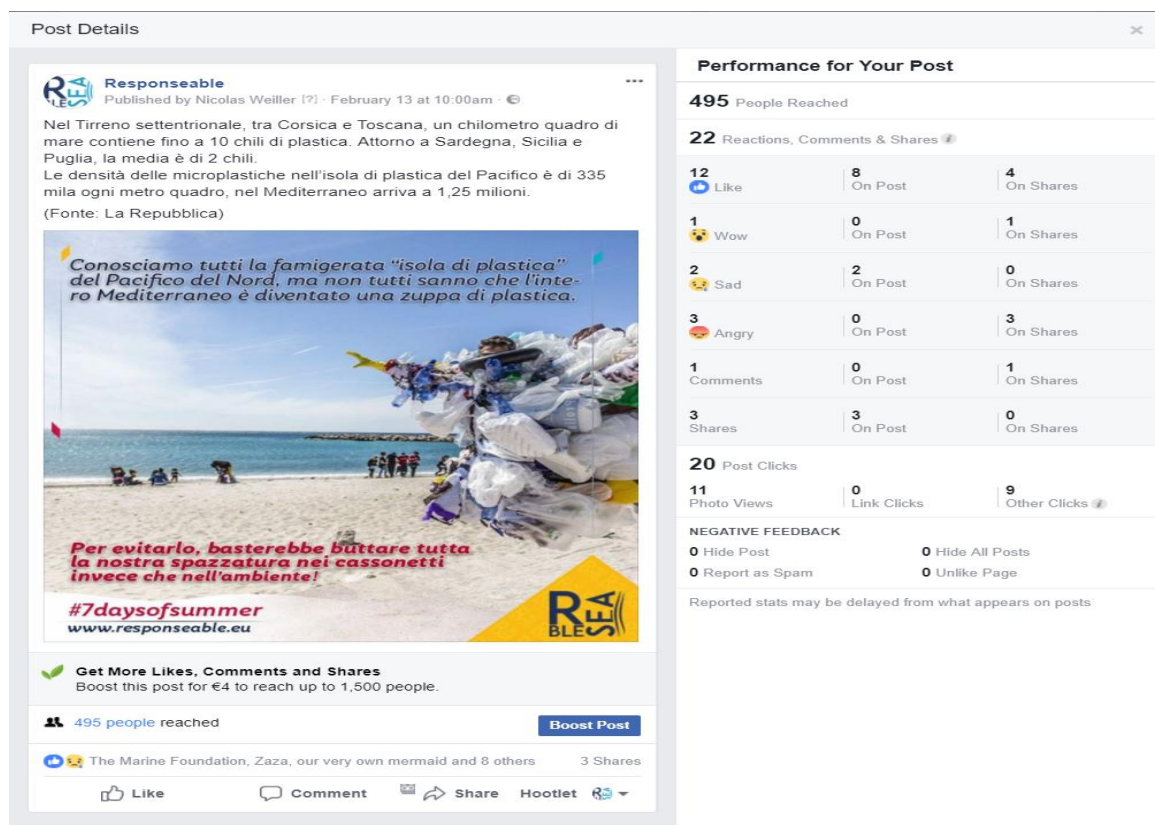 Post Details
Responseable
Published by Nicolas Weiller [?] · February 13 at 10:00am ·
Nel Tirreno settentrionale, tra Corsica e Toscana, un chilometro quadro di
mare contiene fino a 10 chili di plastica. Attorno a Sardegna, Sicilia e
Puglia, la media è di 2 chili.
Le densità delle microplastiche nell'isola di plastica del Pacifico è di 335
mila ogni metro quadro, nel Mediterraneo arriva a 1,25 milioni.
(Fonte: La Repubblica)
Conosciamo tutti la famigerata "isola di plastica"
del Pacifico del Nord, ma non tutti sanno che l'inte-
ro Mediterraneo è diventato una zuppa di plastica.
Per evitarlo, basterebbe buttare tutta
la nostra spazzatura nei cassonetti
invece che nell'ambiente!
#7daysofsummer
www.responseable.eu
RESPONSEABLE
Get More Likes, Comments and Shares
Boost this post for €4 to reach up to 1,500 people.
495 people reached
Boost Post
The Marine Foundation, Zaza, our very own mermaid and 8 others 3 Shares
Like Comment Share Hootlet
Performance for Your Post
495 People Reached
22 Reactions, Comments & Shares
12 8 4
Like On Post On Shares
1 0 1
Wow On Post On Shares
2 2 0
Sad On Post On Shares
3 0 3
Angry On Post On Shares
1 0 1
Comments On Post On Shares
3 3 0
Shares On Post On Shares
20 Post Clicks
11 0 9
Photo Views Link Clicks Other Clicks
NEGATIVE FEEDBACK
0 Hide Post 0 Hide All Posts
0 Report as Spam 0 Unlike Page
Reported stats may be delayed from what appears on posts